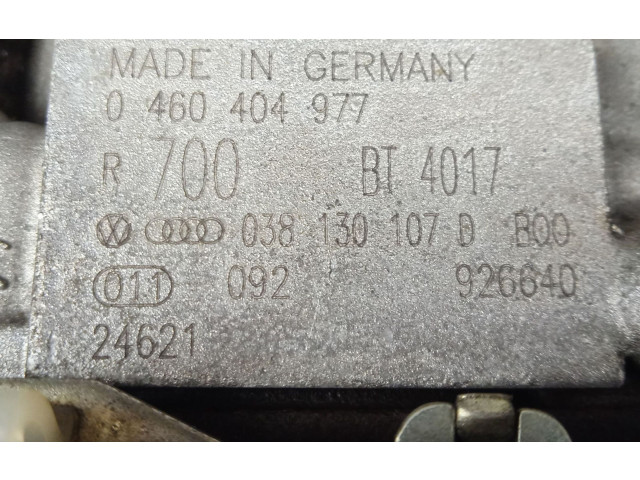 MADE IN GERMANY
0 460 404 977
R 700 BT 4017
038 130 107 D B00
011 092 926640
24621